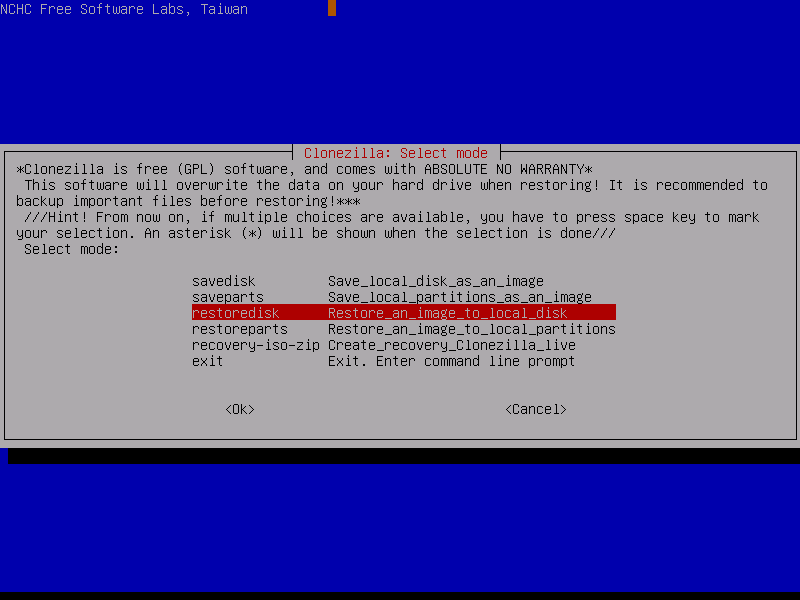 NCHC Free Software Labs, Taiwan
Clonezilla: Select mode
*Clonezilla is free (GPL) software, and comes with ABSOLUTE NO WARRANTY*
This software will overwrite the data on your hard drive when restoring! It is recommended to
backup important files before restoring!***
///Hint! From now on, if multiple choices are available, you have to press space key to mark
your selection. An asterisk (*) will be shown when the selection is done///
Select mode:
savedisk Save_local_disk_as_an_image
saveparts Save_local_partitions_as_an_image
restoredisk Restore_an_image_to_local_disk
restoreparts Restore_an_image_to_local_partitions
recovery-iso-zip Create_recovery_Clonezilla_live
exit Exit. Enter command line prompt
<Ok> <Cancel>